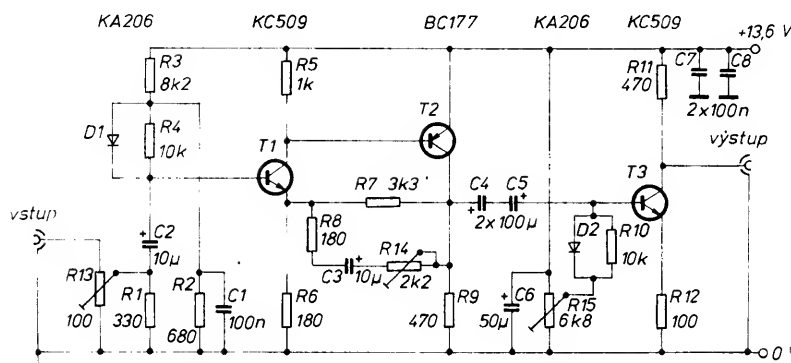 KA206 KC509 BC177 KA206 KC509
+13,6 V
R3 8k2
R5 1k
R11 470
C7 C8
2x100n
D1
R4 10k
T1
T2
T3
výstup
R7 3k3
C4 C5
2x100µ
vstup
C2 10µ
R8 180
R14 2k2
C3 10µ
D2
R10 10k
R13 100
R1 330
R2 680
C1 100n
R6 180
R9 470
C6 50µ
R15 6k8
R12 100
0 V